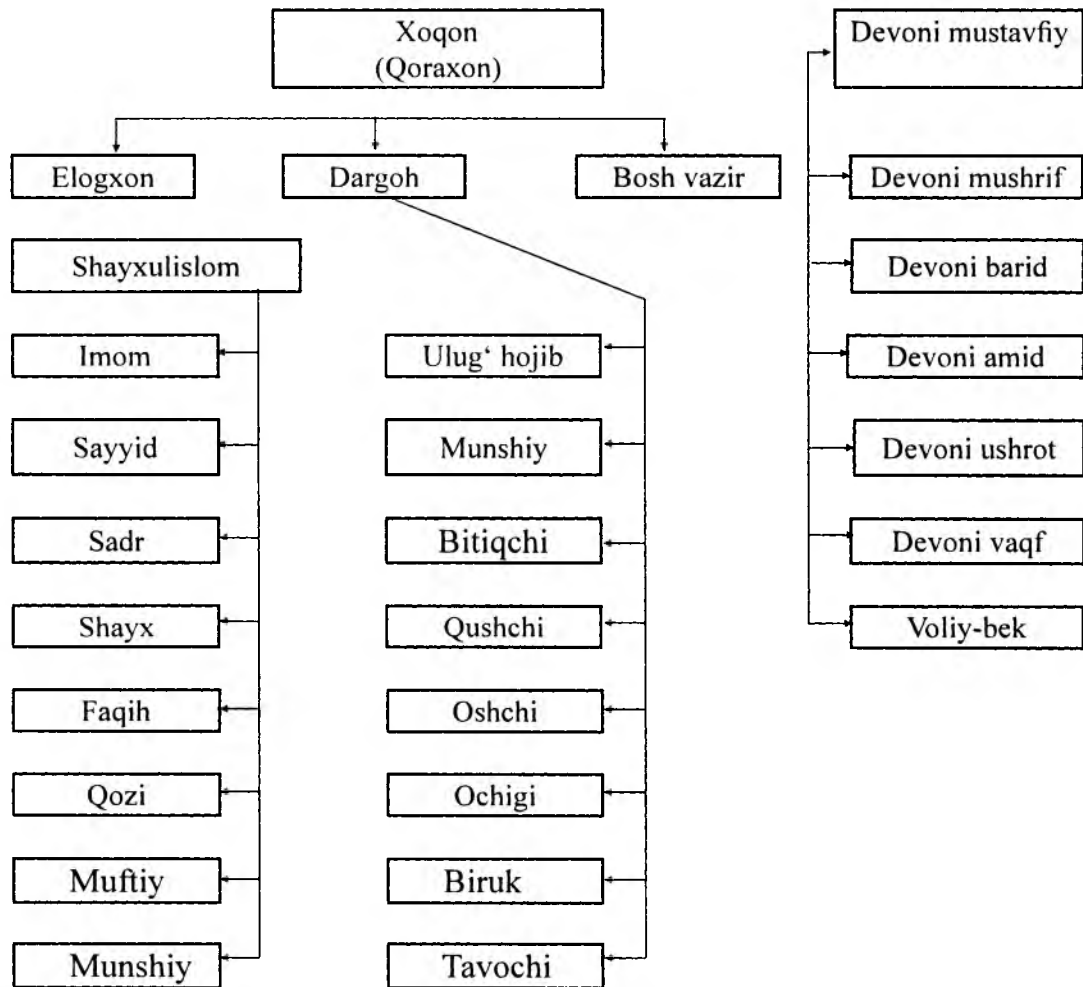 Xoqon
(Qoraxon)
Elogxon
Dargoh
Bosh vazir
Shayxulislom
Imom
Sayyid
Sadr
Shayx
Faqih
Qozi
Muftiy
Munshiy
Ulug‘ hojib
Munshiy
Bitiqchi
Qushchi
Oshchi
Ochigi
Biruk
Tavochi
Devoni mustavfiy
Devoni mushrif
Devoni barid
Devoni amid
Devoni ushrot
Devoni vaqf
Voliy-bek